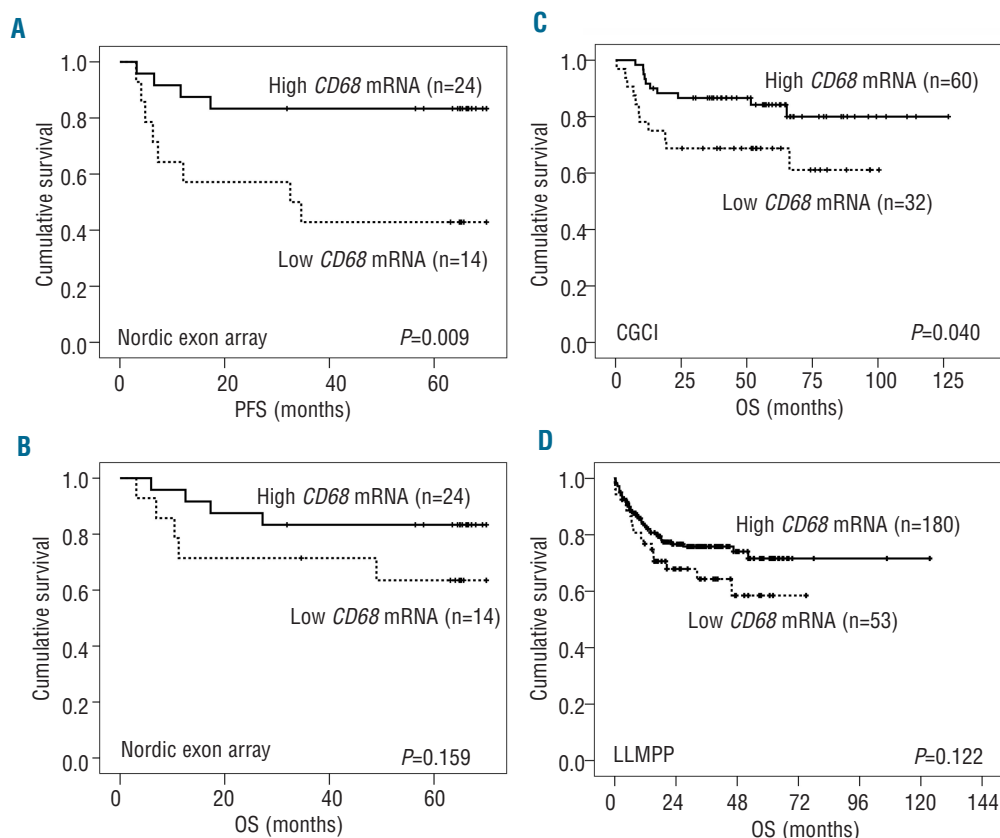 A
1.0
0.8
0.6
0.4
0.2
0.0
Cumulative survival
High CD68 mRNA (n=24)
Low CD68 mRNA (n=14)
Nordic exon array
P=0.009
0 20 40 60
PFS (months)
C
1.0
0.8
0.6
0.4
0.2
0.0
Cumulative survival
High CD68 mRNA (n=60)
Low CD68 mRNA (n=32)
CGCI
P=0.040
0 25 50 75 100 125
OS (months)
B
1.0
0.8
0.6
0.4
0.2
0.0
Cumulative survival
High CD68 mRNA (n=24)
Low CD68 mRNA (n=14)
Nordic exon array
P=0.159
0 20 40 60
OS (months)
D
1.0
0.8
0.6
0.4
0.2
0.0
Cumulative survival
High CD68 mRNA (n=180)
Low CD68 mRNA (n=53)
LLMPP
P=0.122
0 24 48 72 96 120 144
OS (months)